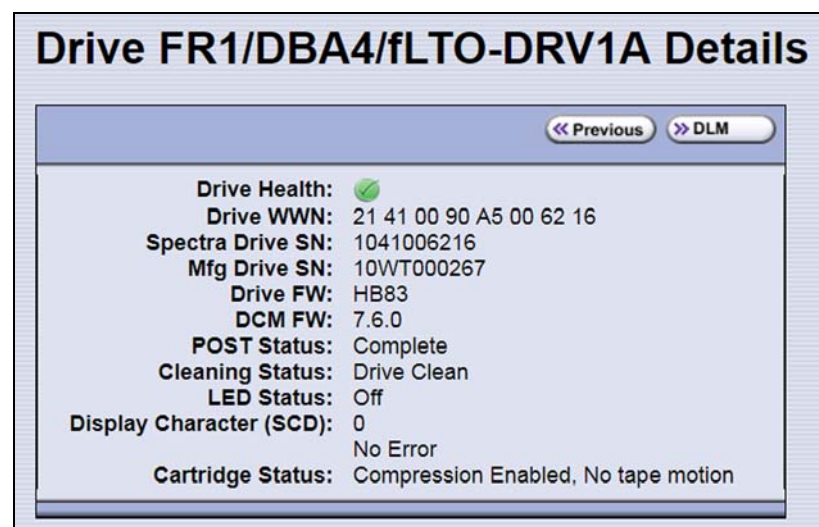 Drive FR1/DBA4/fLTO-DRV1A Details
Previous DLM
Drive Health:
Drive WWN: 21 41 00 90 A5 00 62 16
Spectra Drive SN: 1041006216
Mfg Drive SN: 10WT000267
Drive FW: HB83
DCM FW: 7.6.0
POST Status: Complete
Cleaning Status: Drive Clean
LED Status: Off
Display Character (SCD): 0
No Error
Cartridge Status: Compression Enabled, No tape motion